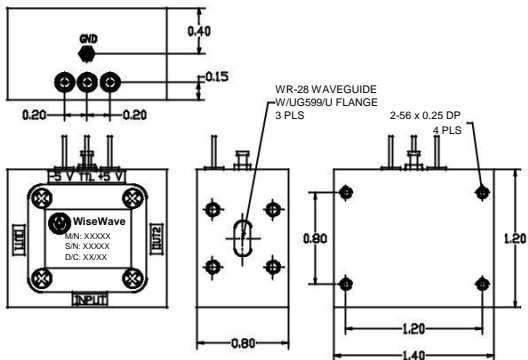 0.40
GND
0.15
0.20
0.20
WR-28 WAVEGUIDE
W/UG599/U FLANGE
3 PLS
2-56 x 0.25 DP
4 PLS
-5 V TTL +5 V
WiseWave
M/N: XXXXX
S/N: XXXXX
D/C: XX/XX
OUT1
OUT2
INPUT
0.80
0.80
1.20
1.20
1.40